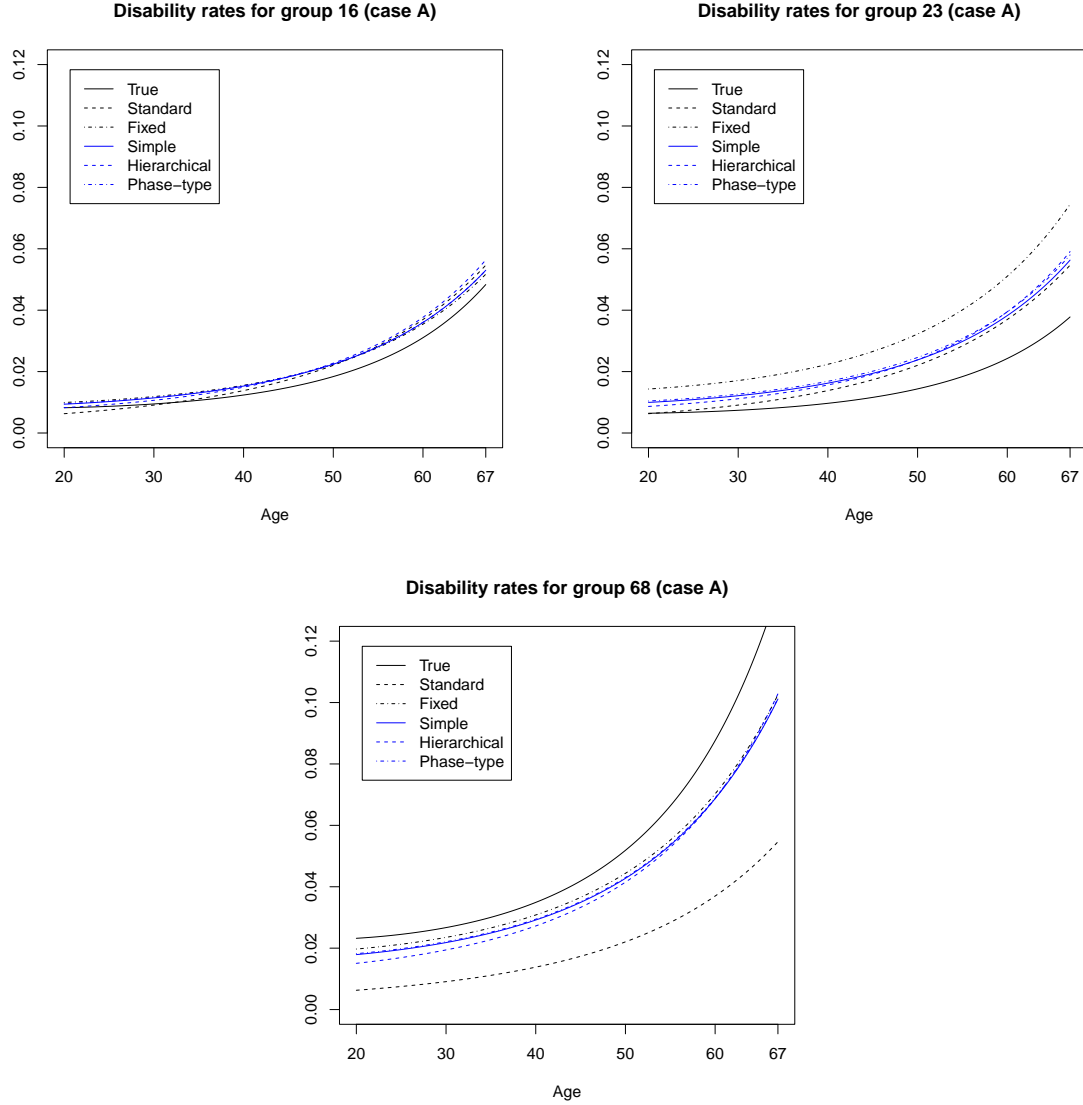 Disability rates for group 16 (case A)
0.12
0.10
0.08
0.06
0.04
0.02
0.00
True
Standard
Fixed
Simple
Hierarchical
Phase−type
20 30 40 50 60 67
Age
Disability rates for group 23 (case A)
0.12
0.10
0.08
0.06
0.04
0.02
0.00
True
Standard
Fixed
Simple
Hierarchical
Phase−type
20 30 40 50 60 67
Age
Disability rates for group 68 (case A)
0.12
0.10
0.08
0.06
0.04
0.02
0.00
True
Standard
Fixed
Simple
Hierarchical
Phase−type
20 30 40 50 60 67
Age